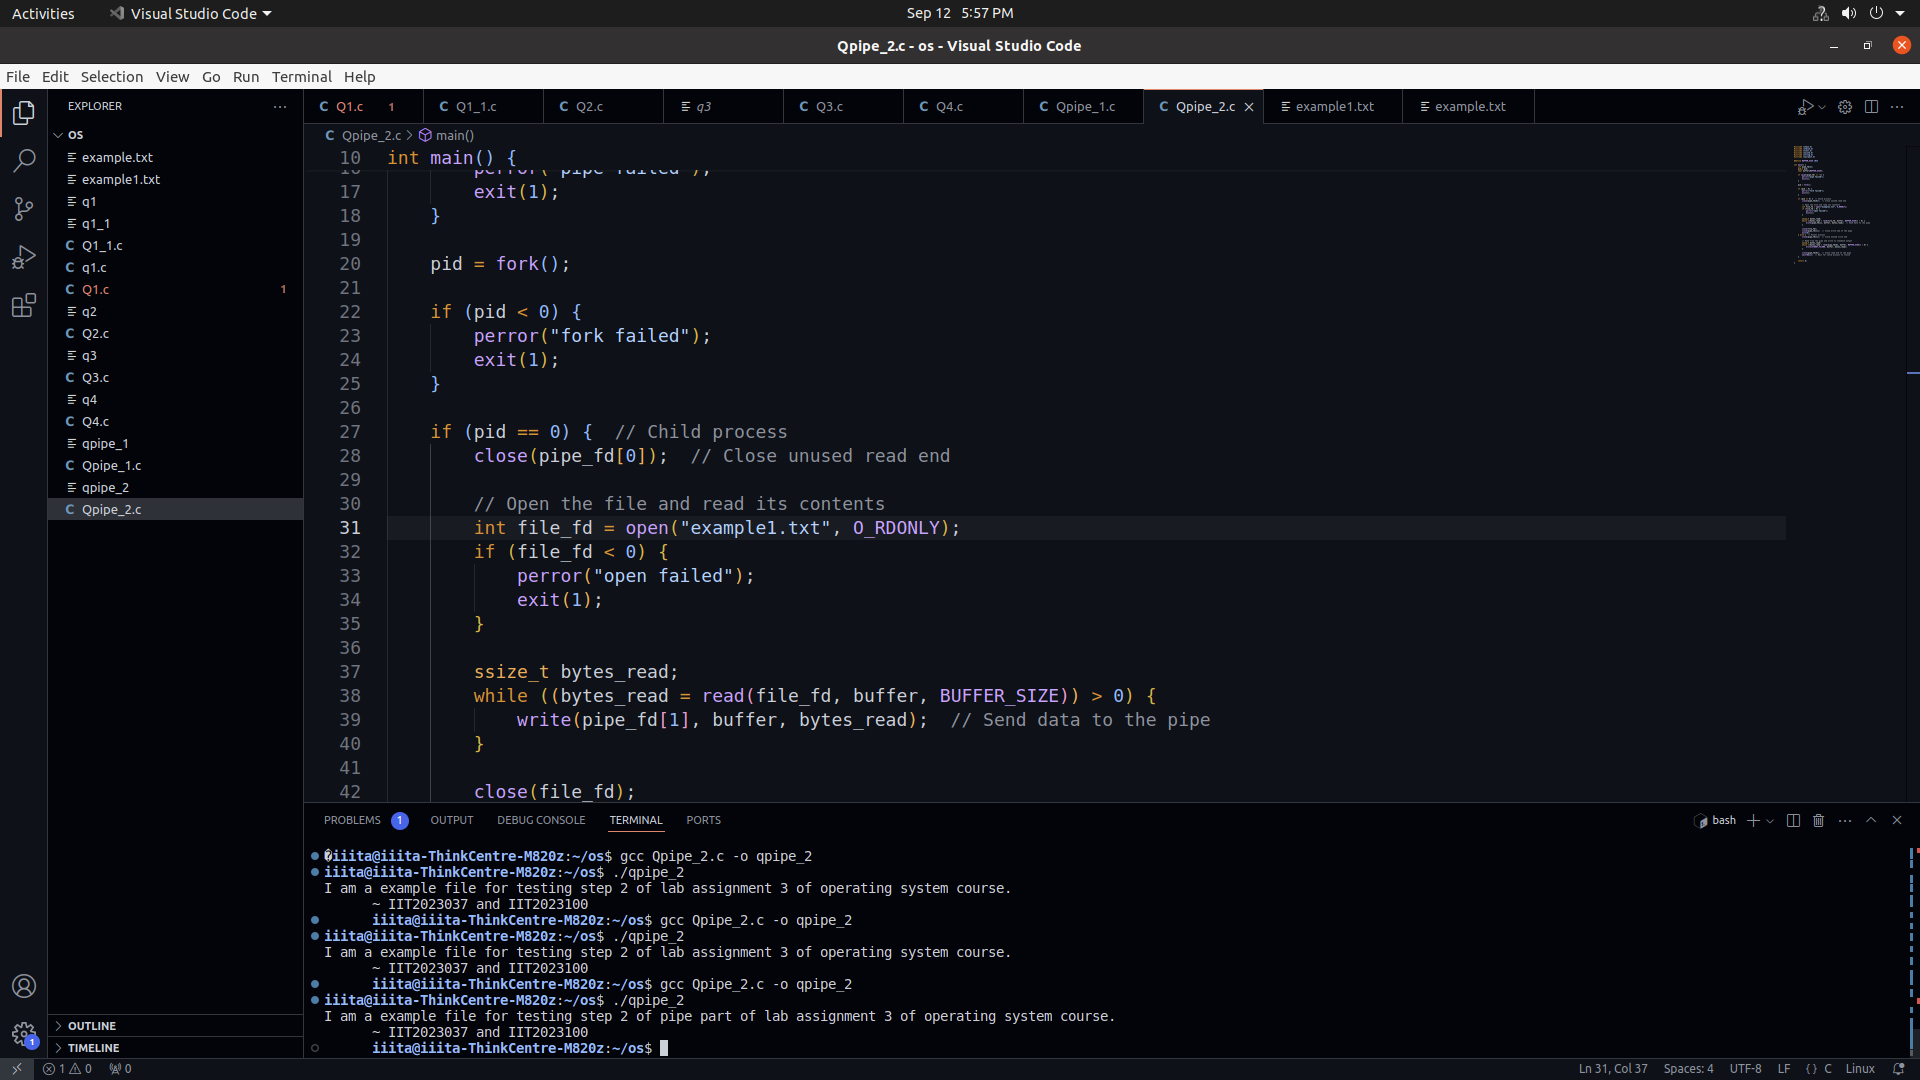 Activities
Visual Studio Code
Sep 12 5:57 PM
Qpipe_2.c - os - Visual Studio Code
File Edit Selection View Go Run Terminal Help
EXPLORER
OS
example.txt
example1.txt
q1
q1_1
Q1_1.c
q1.c
Q1.c 1
q2
Q2.c
q3
Q3.c
q4
Q4.c
qpipe_1
Qpipe_1.c
qpipe_2
Qpipe_2.c
OUTLINE
TIMELINE
Q1.c 1
Q1_1.c
Q2.c
q3
Q3.c
Q4.c
Qpipe_1.c
Qpipe_2.c
example1.txt
example.txt
Qpipe_2.c > main()
10 int main() {
16 perror("pipe failed");
17 exit(1);
18 }
19
20 pid = fork();
21
22 if (pid < 0) {
23 perror("fork failed");
24 exit(1);
25 }
26
27 if (pid == 0) { // Child process
28 close(pipe_fd[0]); // Close unused read end
29
30 // Open the file and read its contents
31 int file_fd = open("example1.txt", O_RDONLY);
32 if (file_fd < 0) {
33 perror("open failed");
34 exit(1);
35 }
36
37 ssize_t bytes_read;
38 while ((bytes_read = read(file_fd, buffer, BUFFER_SIZE)) > 0) {
39 write(pipe_fd[1], buffer, bytes_read); // Send data to the pipe
40 }
41
42 close(file_fd);
PROBLEMS 1 OUTPUT DEBUG CONSOLE TERMINAL PORTS
bash
�iiita@iiita-ThinkCentre-M820z:~/os$ gcc Qpipe_2.c -o qpipe_2
iiita@iiita-ThinkCentre-M820z:~/os$ ./qpipe_2
I am a example file for testing step 2 of lab assignment 3 of operating system course.
~ IIT2023037 and IIT2023100
iiita@iiita-ThinkCentre-M820z:~/os$ gcc Qpipe_2.c -o qpipe_2
iiita@iiita-ThinkCentre-M820z:~/os$ ./qpipe_2
I am a example file for testing step 2 of lab assignment 3 of operating system course.
~ IIT2023037 and IIT2023100
iiita@iiita-ThinkCentre-M820z:~/os$ gcc Qpipe_2.c -o qpipe_2
iiita@iiita-ThinkCentre-M820z:~/os$ ./qpipe_2
I am a example file for testing step 2 of pipe part of lab assignment 3 of operating system course.
~ IIT2023037 and IIT2023100
iiita@iiita-ThinkCentre-M820z:~/os$
1
1 0 0
Ln 31, Col 37 Spaces: 4 UTF-8 LF {} C Linux